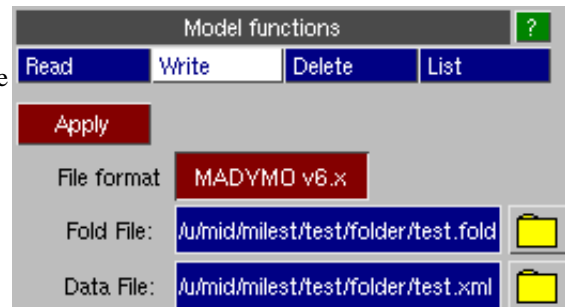 Model functions ?
e Read Write Delete List
Apply
File format MADYMO v6.x
Fold File: /u/mid/milest/test/folder/test.fold
Data File: /u/mid/milest/test/folder/test.xml